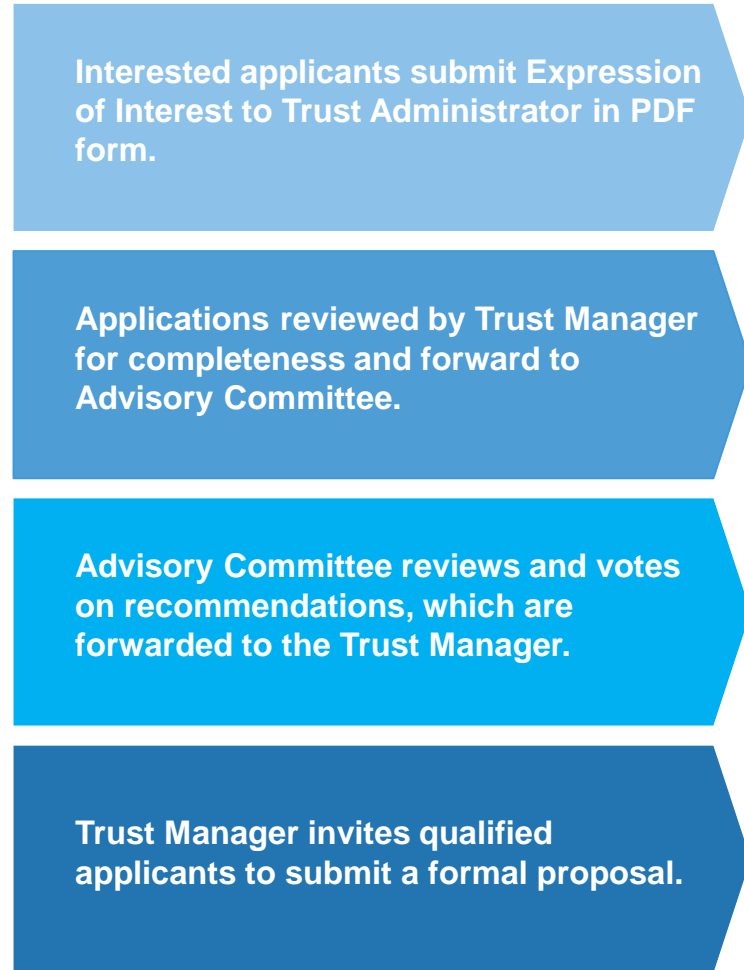 Interested applicants submit Expression
of Interest to Trust Administrator in PDF
form.
Applications reviewed by Trust Manager
for completeness and forward to
Advisory Committee.
Advisory Committee reviews and votes
on recommendations, which are
forwarded to the Trust Manager.
Trust Manager invites qualified
applicants to submit a formal proposal.